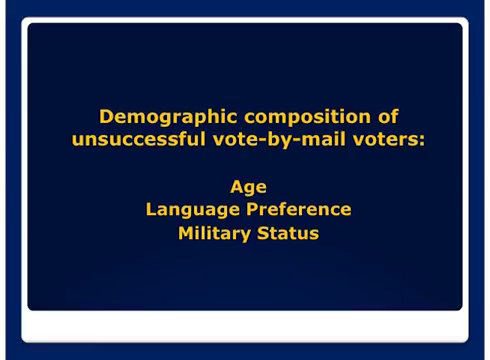 Demographic composition of
unsuccessful vote-by-mail voters:
Age
Language Preference
Military Status